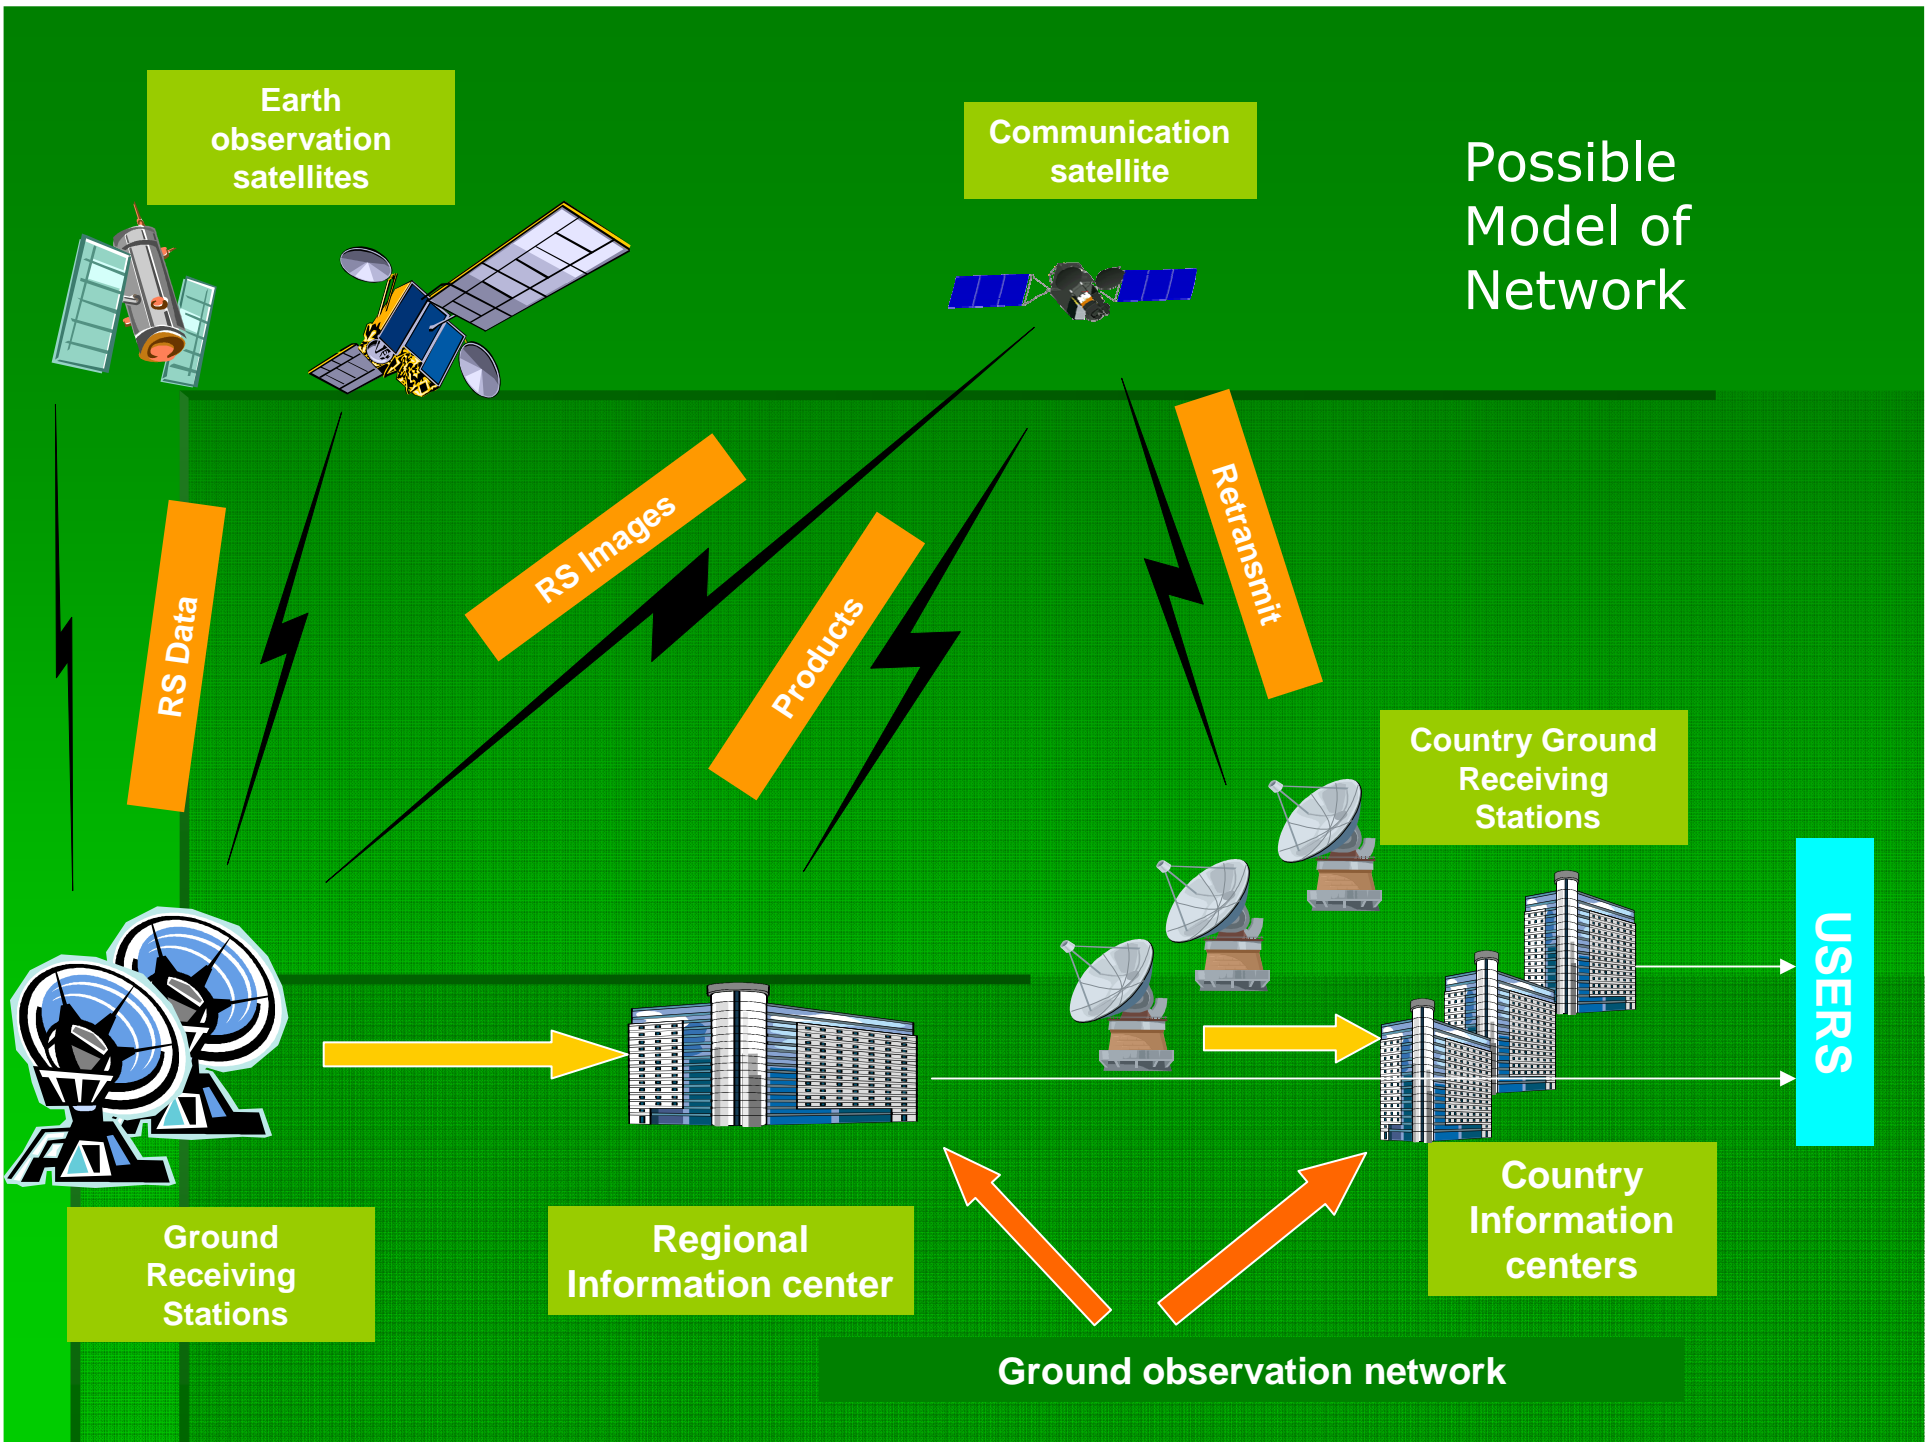 Earth
observation
satellites
Communication
satellite
Possible
Model of
Network
RS Data
RS Images
Products
Retransmit
Country Ground
Receiving
Stations
USERS
Ground
Receiving
Stations
Regional
Information center
Country
Information
centers
Ground observation network